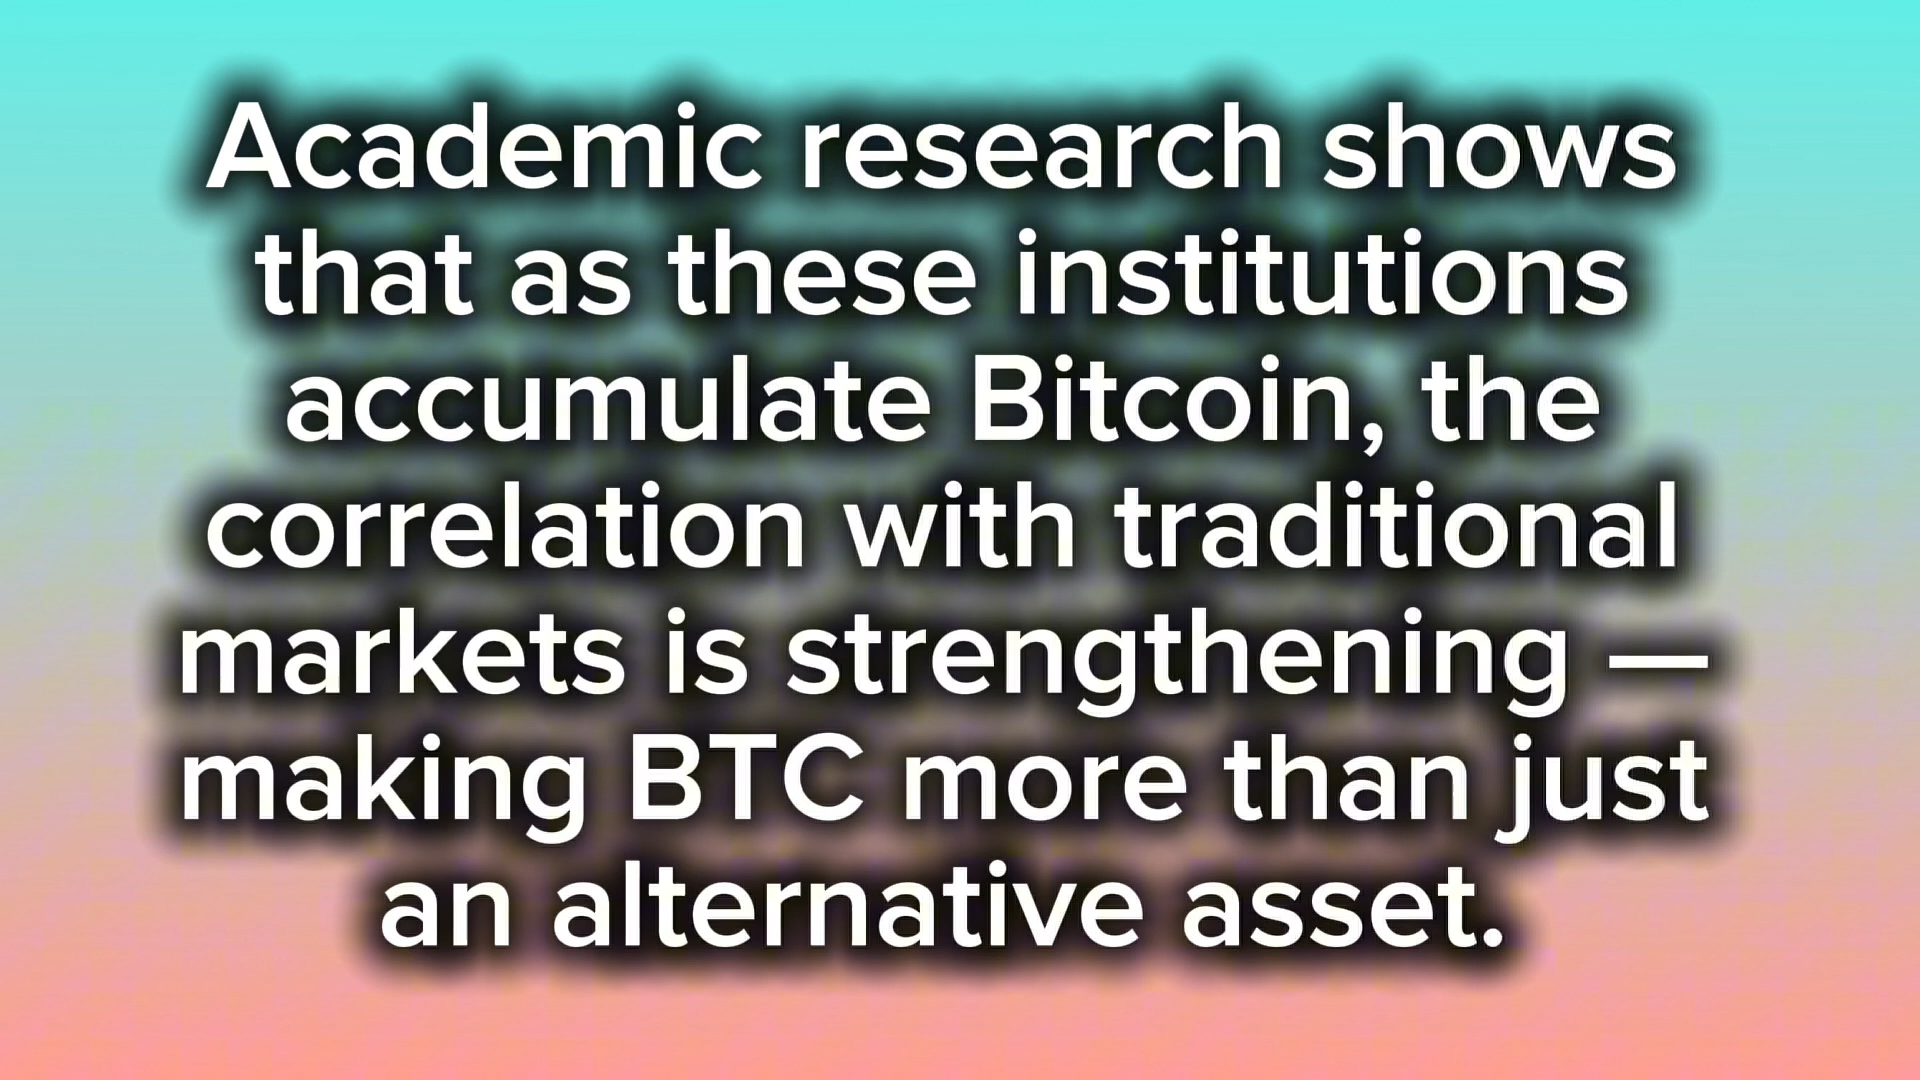 Academic research shows
that as these institutions
accumulate Bitcoin, the
correlation with traditional
markets is strengthening —
making BTC more than just
an alternative asset.